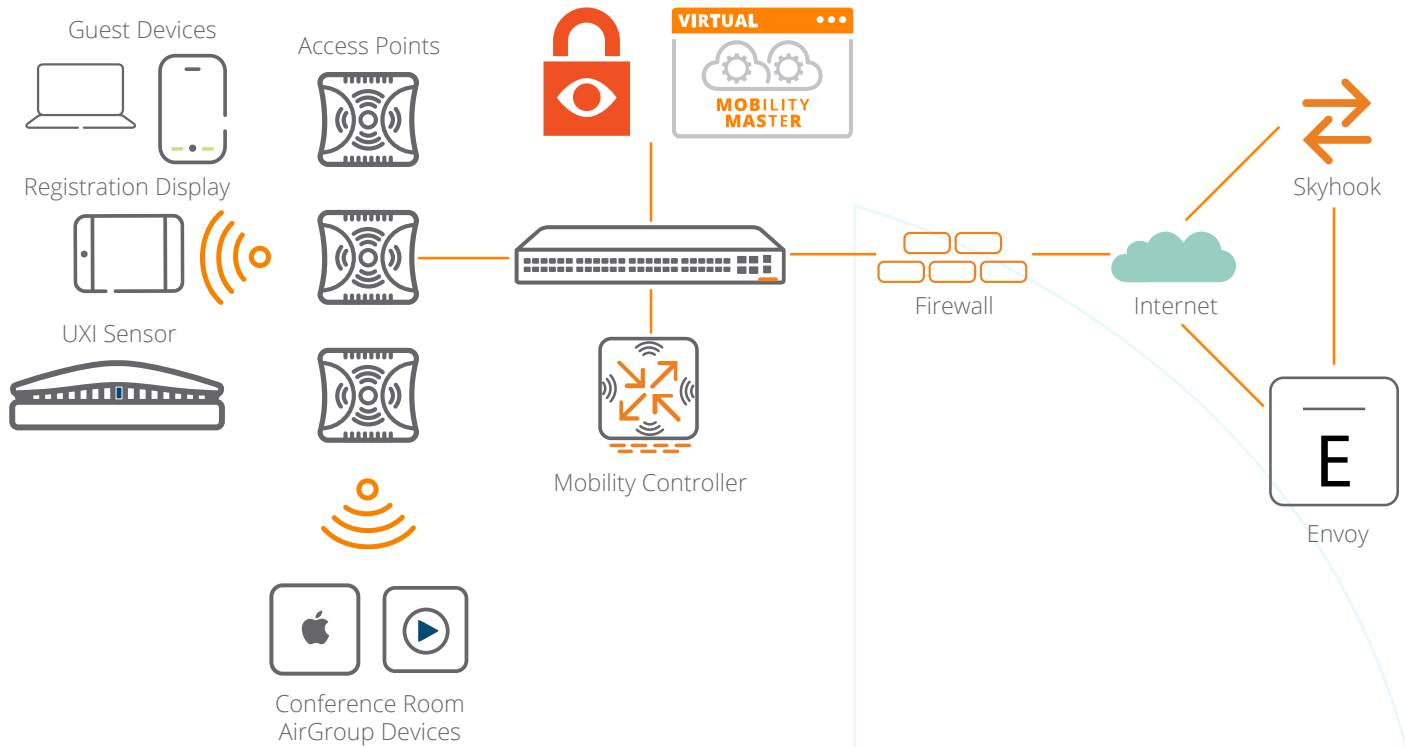 Guest Devices
Access Points
VIRTUAL
MOBILITY
MASTER
Registration Display
Skyhook
UXI Sensor
Firewall
Internet
Mobility Controller
E
Envoy
Conference Room
AirGroup Devices